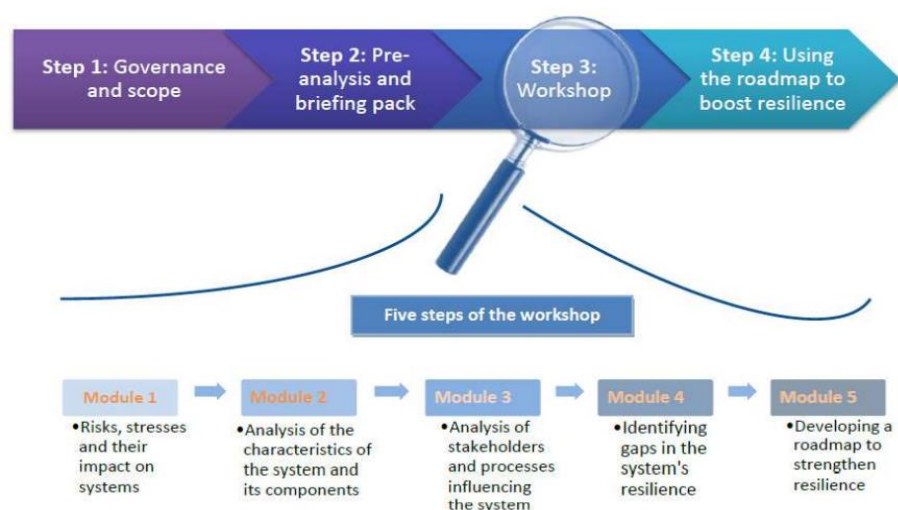 Step 1: Governance
and scope
Step 2: Pre-
analysis and
briefing pack
Step 3:
Workshop
Step 4: Using
the roadmap to
boost resilience
Five steps of the workshop
Module 1
•Risks, stresses
and their
impact on
systems
Module 2
•Analysis of the
characteristics of
the system and
its components
Module 3
•Analysis of
stakeholders
and processes
influencing
the system
Module 4
•Identifying
gaps in the
system's
resilience
Module 5
•Developing a
roadmap to
strengthen
resilience